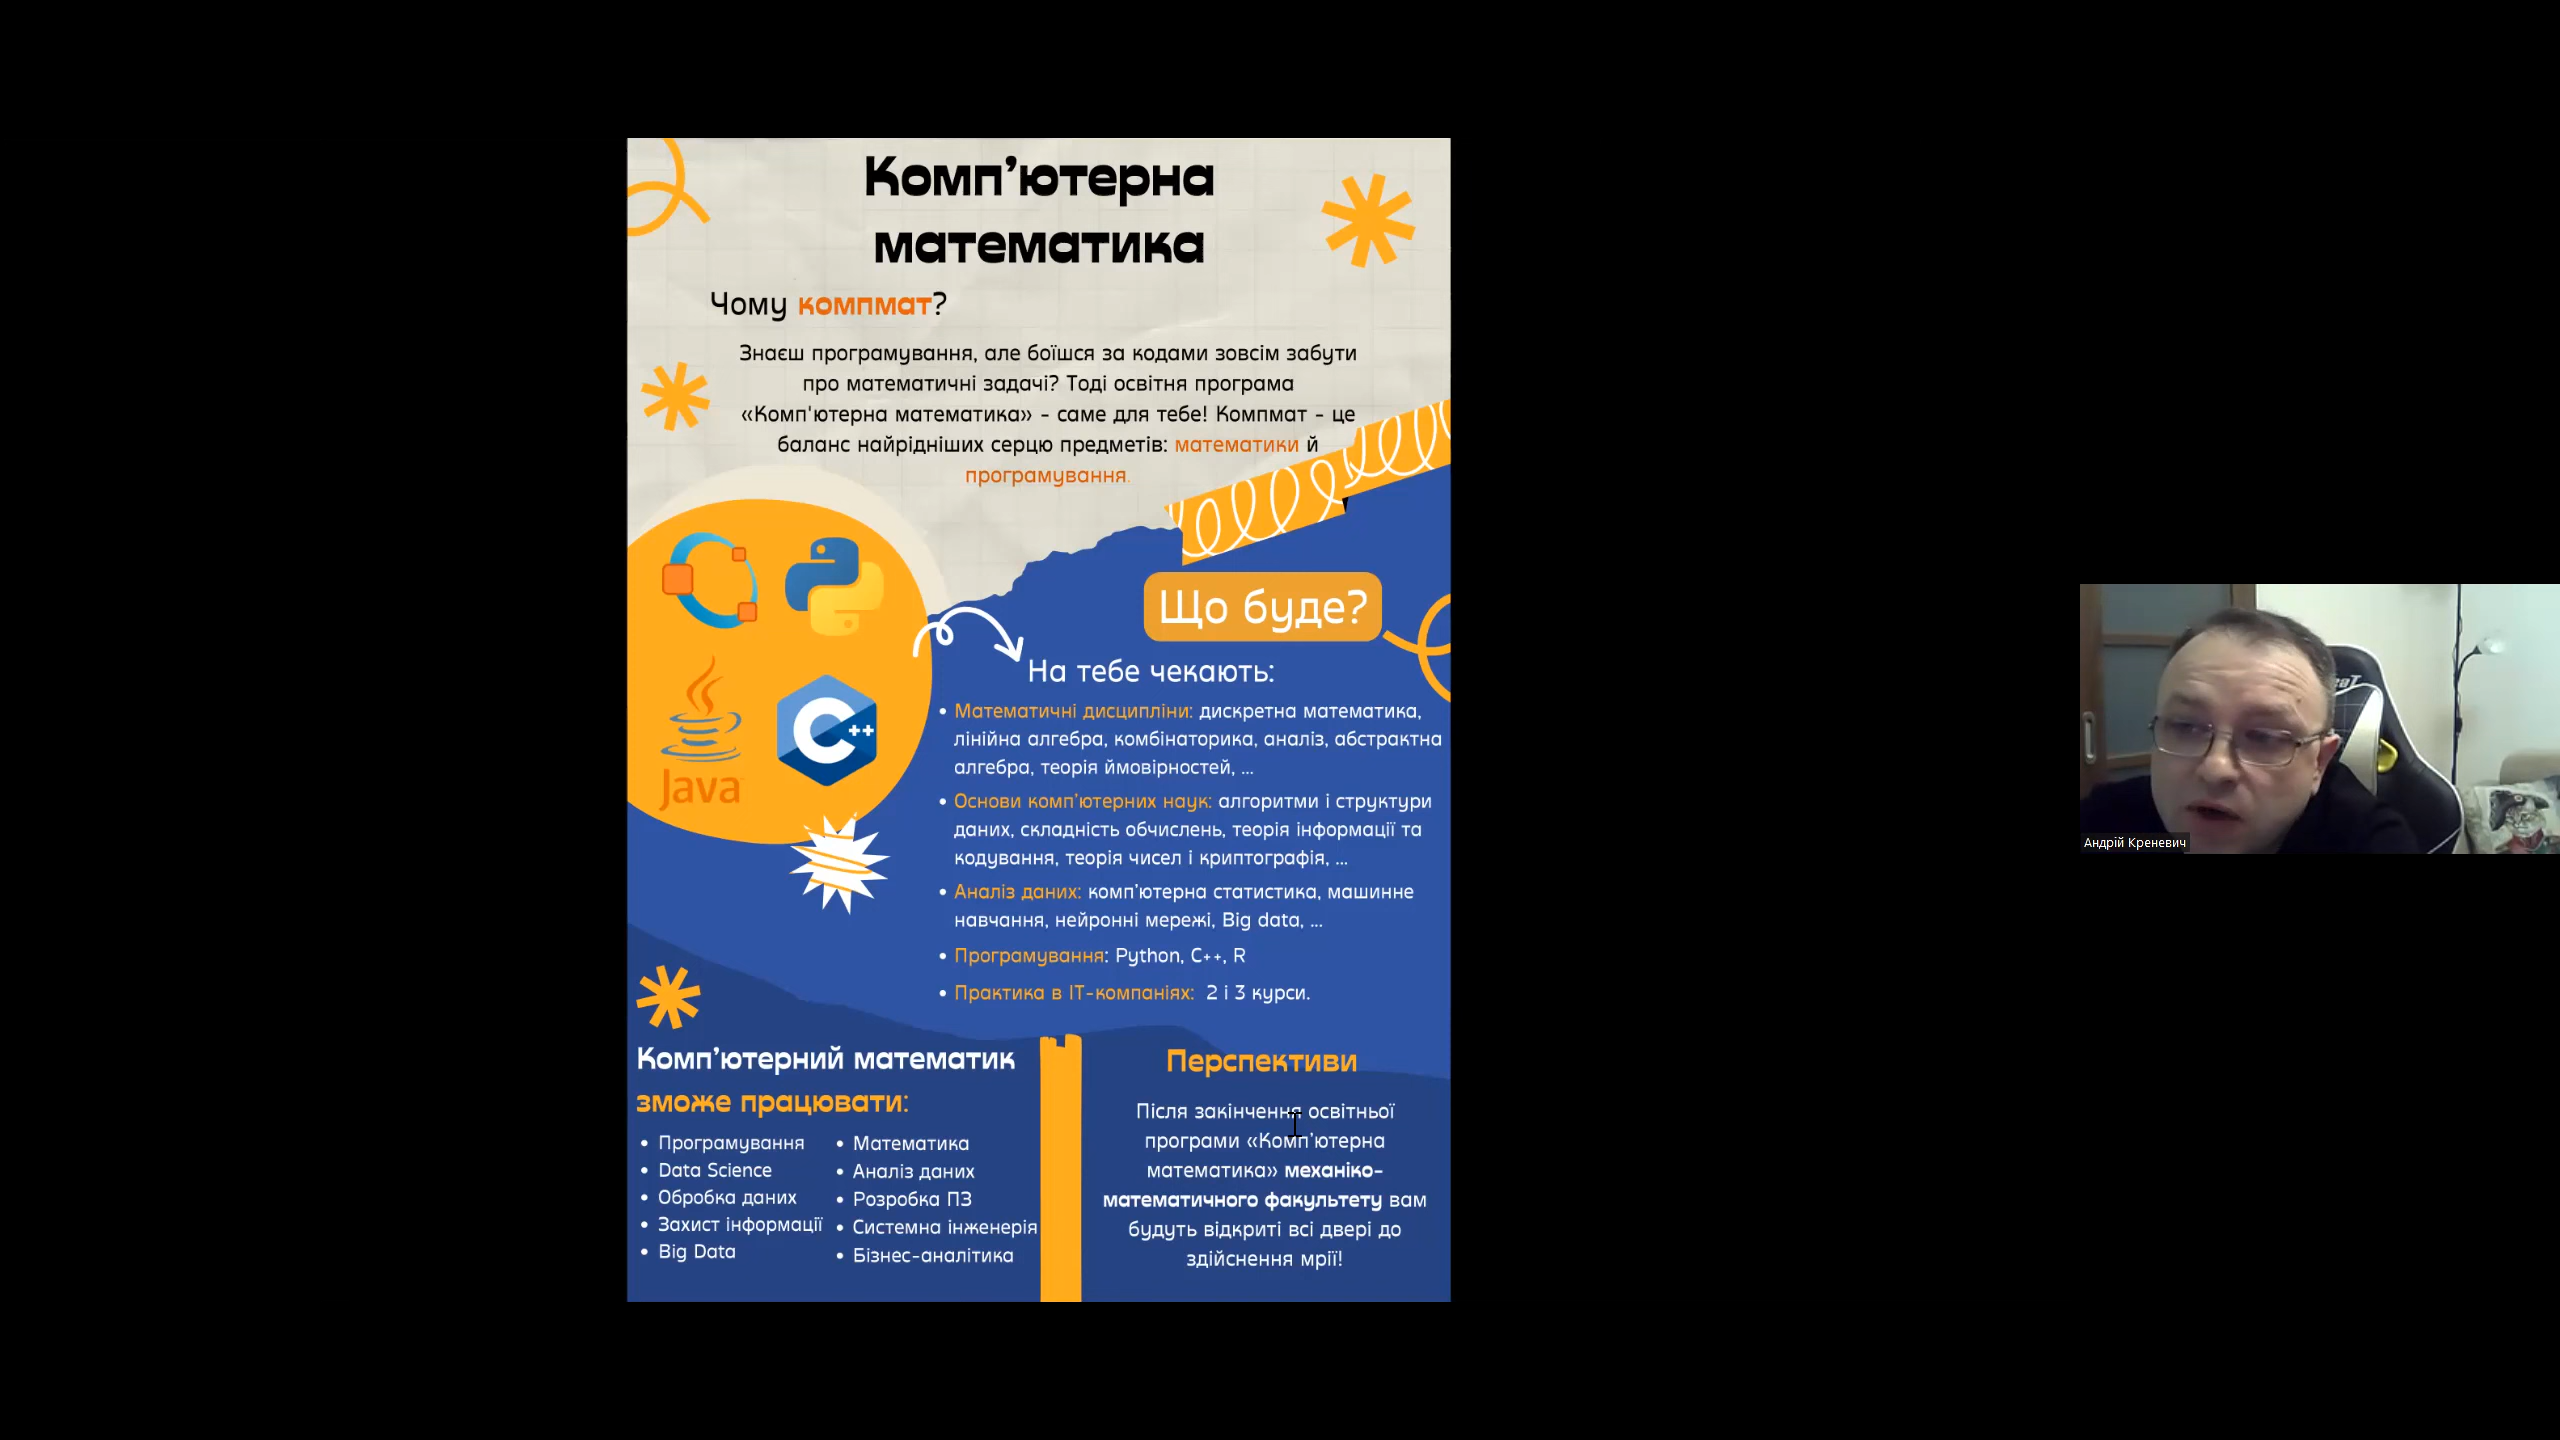 Комп’ютерна
математика
Чому компмат?
Знаєш програмування, але боїшся за кодами зовсім забути
про математичні задачі? Тоді освітня програма
«Комп'ютерна математика» - саме для тебе! Компмат - це
баланс найрідніших серцю предметів: математики й
програмування.
Java
C++
Що буде?
На тебе чекають:
• Математичні дисципліни: дискретна математика,
лінійна алгебра, комбінаторика, аналіз, абстрактна
алгебра, теорія ймовірностей, ...
• Основи комп’ютерних наук: алгоритми і структури
даних, складність обчислень, теорія інформації та
кодування, теорія чисел і криптографія, ...
• Аналіз даних: комп’ютерна статистика, машинне
навчання, нейронні мережі, Big data, ...
• Програмування: Python, C++, R
• Практика в ІТ-компаніях: 2 і 3 курси.
Комп’ютерний математик
зможе працювати:
• Програмування
• Data Science
• Обробка даних
• Захист інформації
• Big Data
• Математика
• Аналіз даних
• Розробка ПЗ
• Системна інженерія
• Бізнес-аналітика
Перспективи
Після закінчення освітньої
програми «Комп’ютерна
математика» механіко-
математичного факультету вам
будуть відкриті всі двері до
здійснення мрії!
Андрій Креневич